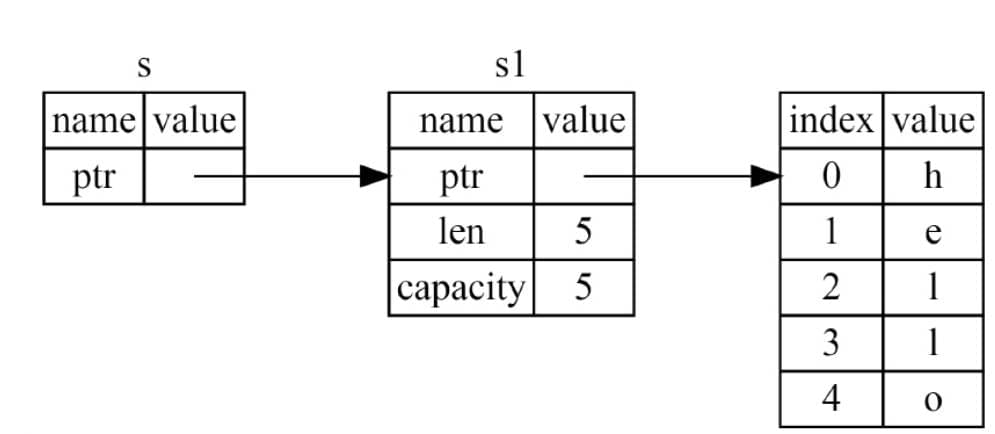 s
name value
ptr
s1
name value
ptr
len 5
capacity 5
index value
0 h
1 e
2 l
3 l
4 o